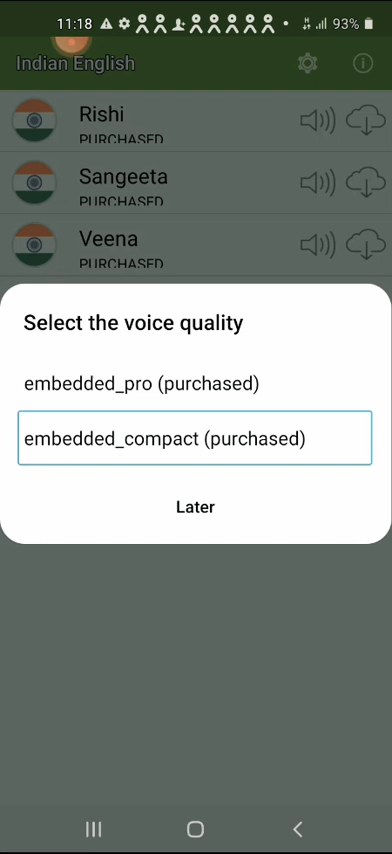 11:18
93%
Indian English
Rishi
PURCHASED
Sangeeta
PURCHASED
Veena
PURCHASED
Select the voice quality
embedded_pro (purchased)
embedded_compact (purchased)
Later